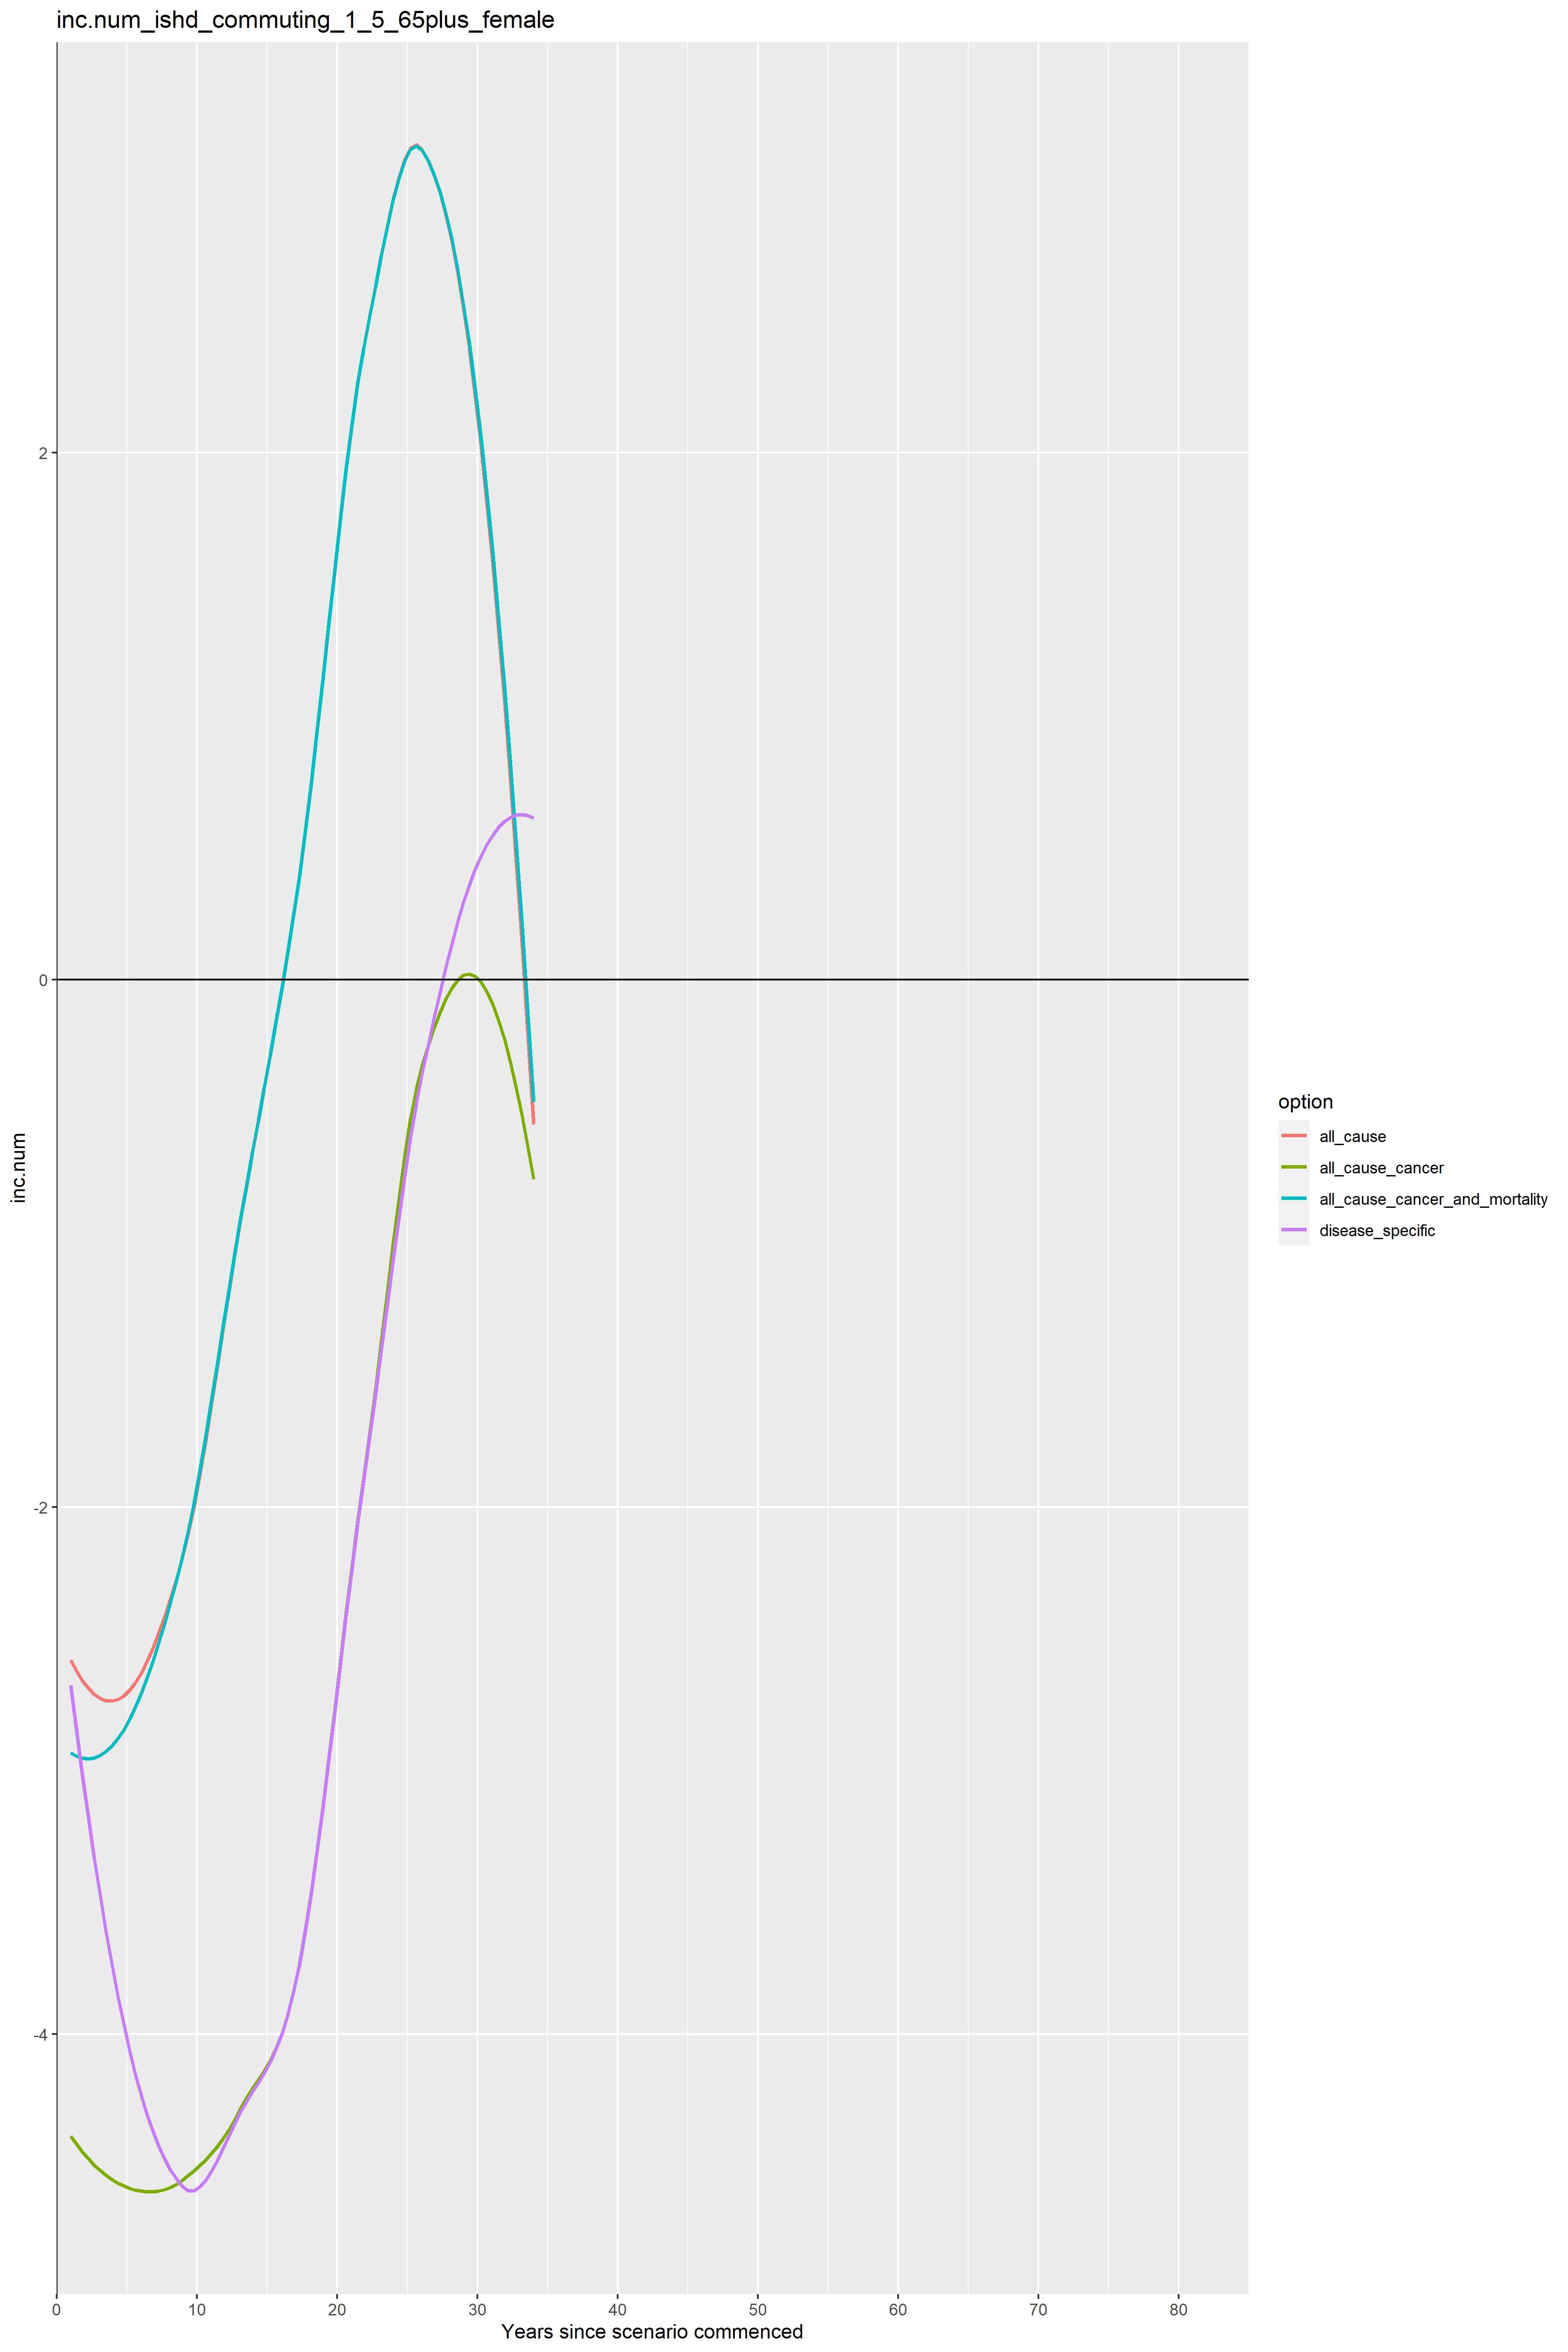 inc.num_ishd_commuting_1_5_65plus_female
inc.num
2
0
-2
-4
0 10 20 30 40 50 60 70 80
Years since scenario commenced
option
all_cause
all_cause_cancer
all_cause_cancer_and_mortality
disease_specific